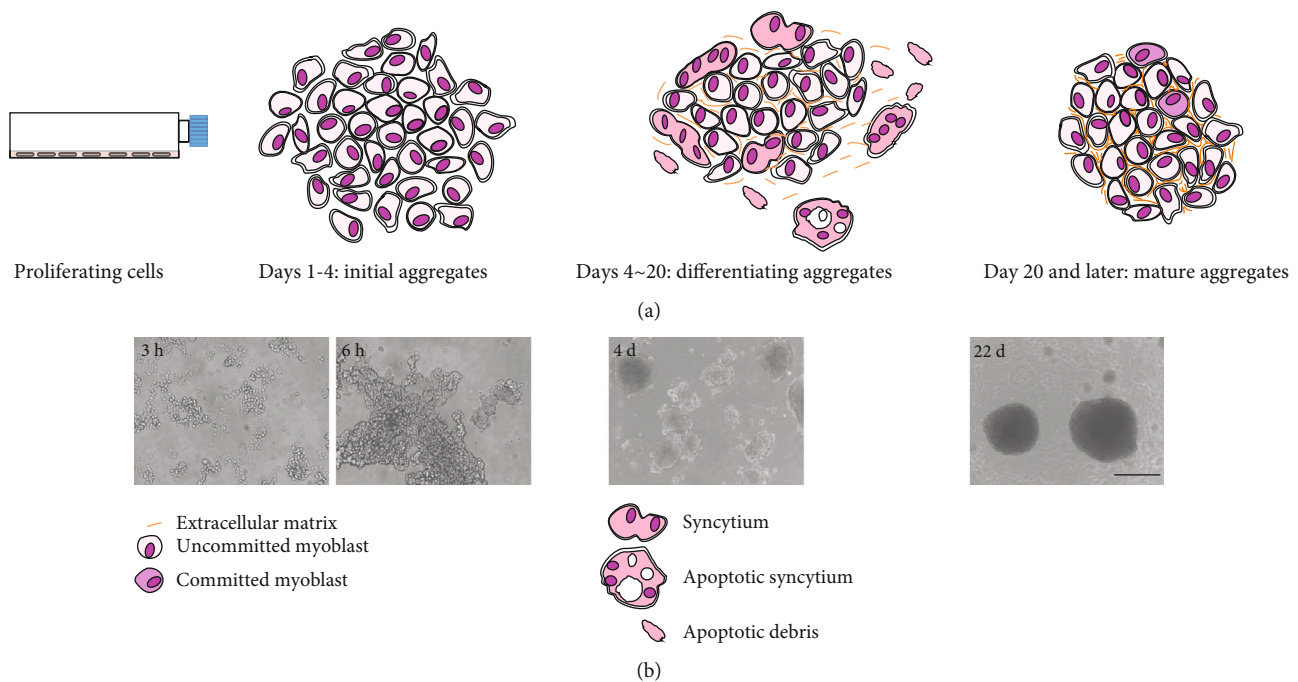 Proliferating cells
Days 1-4: initial aggregates
Days 4~20: differentiating aggregates
Day 20 and later: mature aggregates
(a)
3 h
6 h
4 d
22 d
Extracellular matrix
Uncommitted myoblast
Committed myoblast
Syncytium
Apoptotic syncytium
Apoptotic debris
(b)